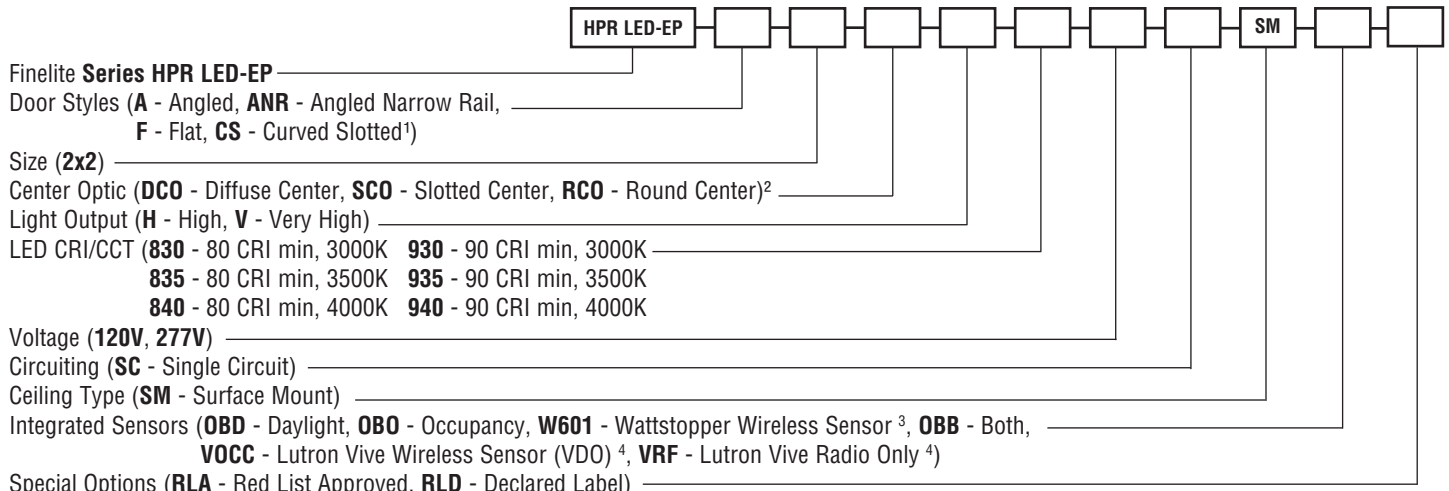 HPR LED-EP SM
Finelite Series HPR LED-EP
Door Styles (A - Angled, ANR - Angled Narrow Rail,
F - Flat, CS - Curved Slotted¹)
Size (2x2)
Center Optic (DCO - Diffuse Center, SCO - Slotted Center, RCO - Round Center)²
Light Output (H - High, V - Very High)
LED CRI/CCT (830 - 80 CRI min, 3000K 930 - 90 CRI min, 3000K
835 - 80 CRI min, 3500K 935 - 90 CRI min, 3500K
840 - 80 CRI min, 4000K 940 - 90 CRI min, 4000K
Voltage (120V, 277V)
Circuiting (SC - Single Circuit)
Ceiling Type (SM - Surface Mount)
Integrated Sensors (OBD - Daylight, OBO - Occupancy, W601 - Wattstopper Wireless Sensor ³, OBB - Both,
VOCC - Lutron Vive Wireless Sensor (VDO) ⁴, VRF - Lutron Vive Radio Only ⁴)
Special Options (RLA - Red List Approved, RLD - Declared Label)